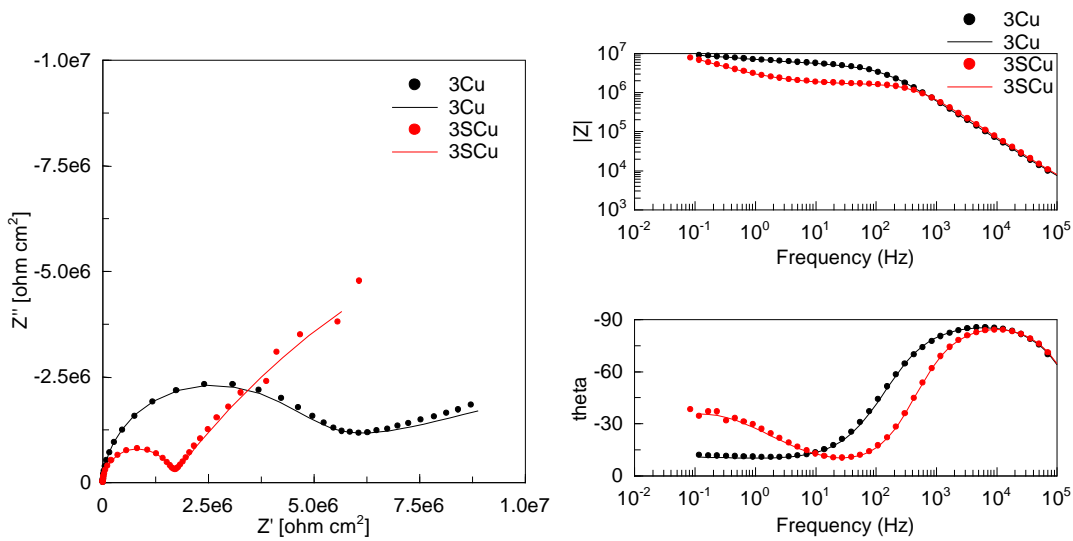 -1.0e7
-7.5e6
-5.0e6
-2.5e6
0
Z'' [ohm cm²]
0
2.5e6
5.0e6
7.5e6
1.0e7
Z' [ohm cm²]
3Cu
3Cu
3SCu
3SCu
3Cu
3Cu
3SCu
3SCu
10⁷
10⁶
10⁵
10⁴
10³
|Z|
10⁻²
10⁻¹
10⁰
10¹
10²
10³
10⁴
10⁵
Frequency (Hz)
-90
-60
-30
0
theta
10⁻²
10⁻¹
10⁰
10¹
10²
10³
10⁴
10⁵
Frequency (Hz)